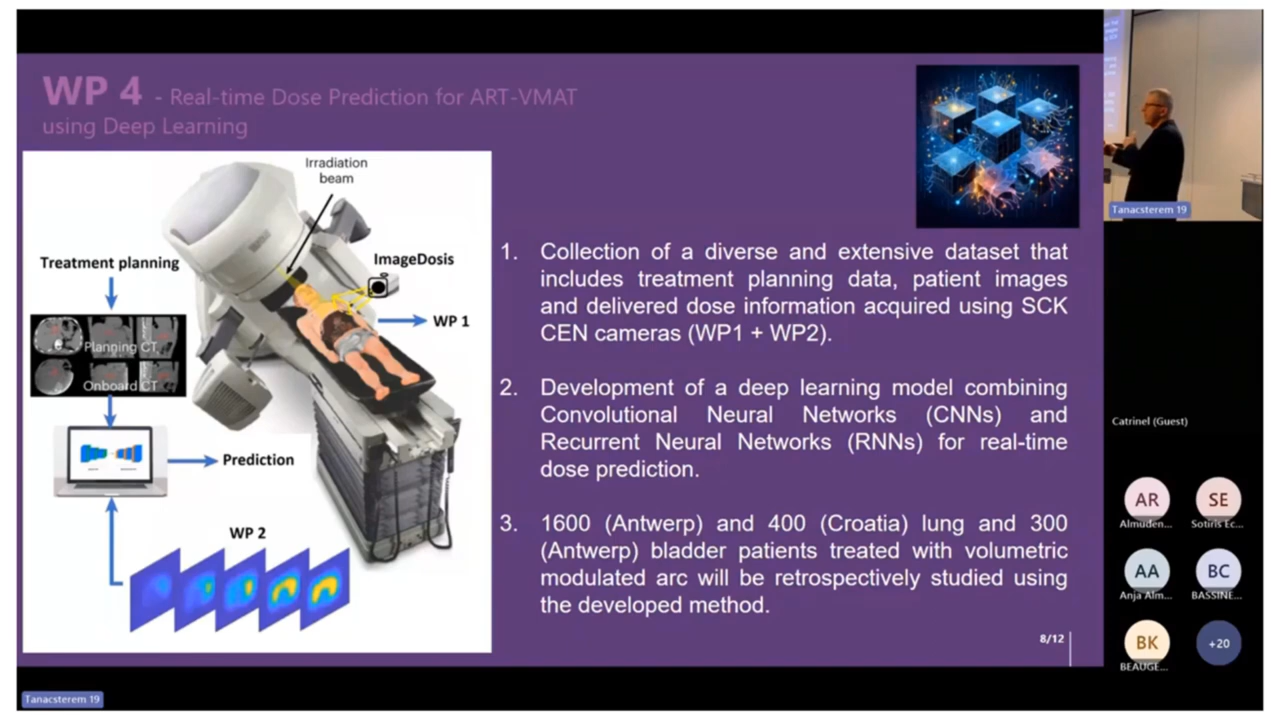 WP 4 - Real-time Dose Prediction for ART-VMAT
using Deep Learning
Irradiation
beam
Treatment planning
ImageDosis
WP 1
Planning CT
Onboard CT
Prediction
WP 2
1. Collection of a diverse and extensive dataset that
includes treatment planning data, patient images
and delivered dose information acquired using SCK
CEN cameras (WP1 + WP2).
2. Development of a deep learning model combining
Convolutional Neural Networks (CNNs) and
Recurrent Neural Networks (RNNs) for real-time
dose prediction.
3. 1600 (Antwerp) and 400 (Croatia) lung and 300
(Antwerp) bladder patients treated with volumetric
modulated arc will be retrospectively studied using
the developed method.
8/12
Tanacsterem 19
Catrinel (Guest)
AR
Almuden...
SE
Sotiris Ec...
AA
Anja Alm...
BC
BASSINE...
BK
BEAUGE...
+20
Tanacsterem 19